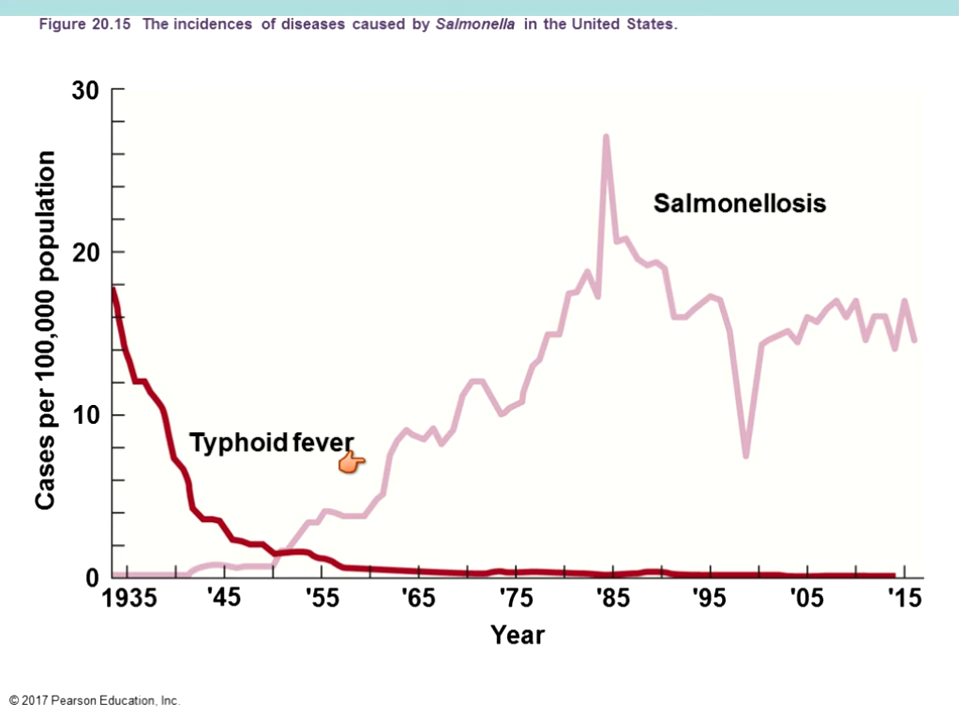 Figure 20.15 The incidences of diseases caused by Salmonella in the United States.
30
Cases per 100,000 population
Salmonellosis
20
10
Typhoid fever
0
1935 '45 '55 '65 '75 '85 '95 '05 '15
Year
© 2017 Pearson Education, Inc.